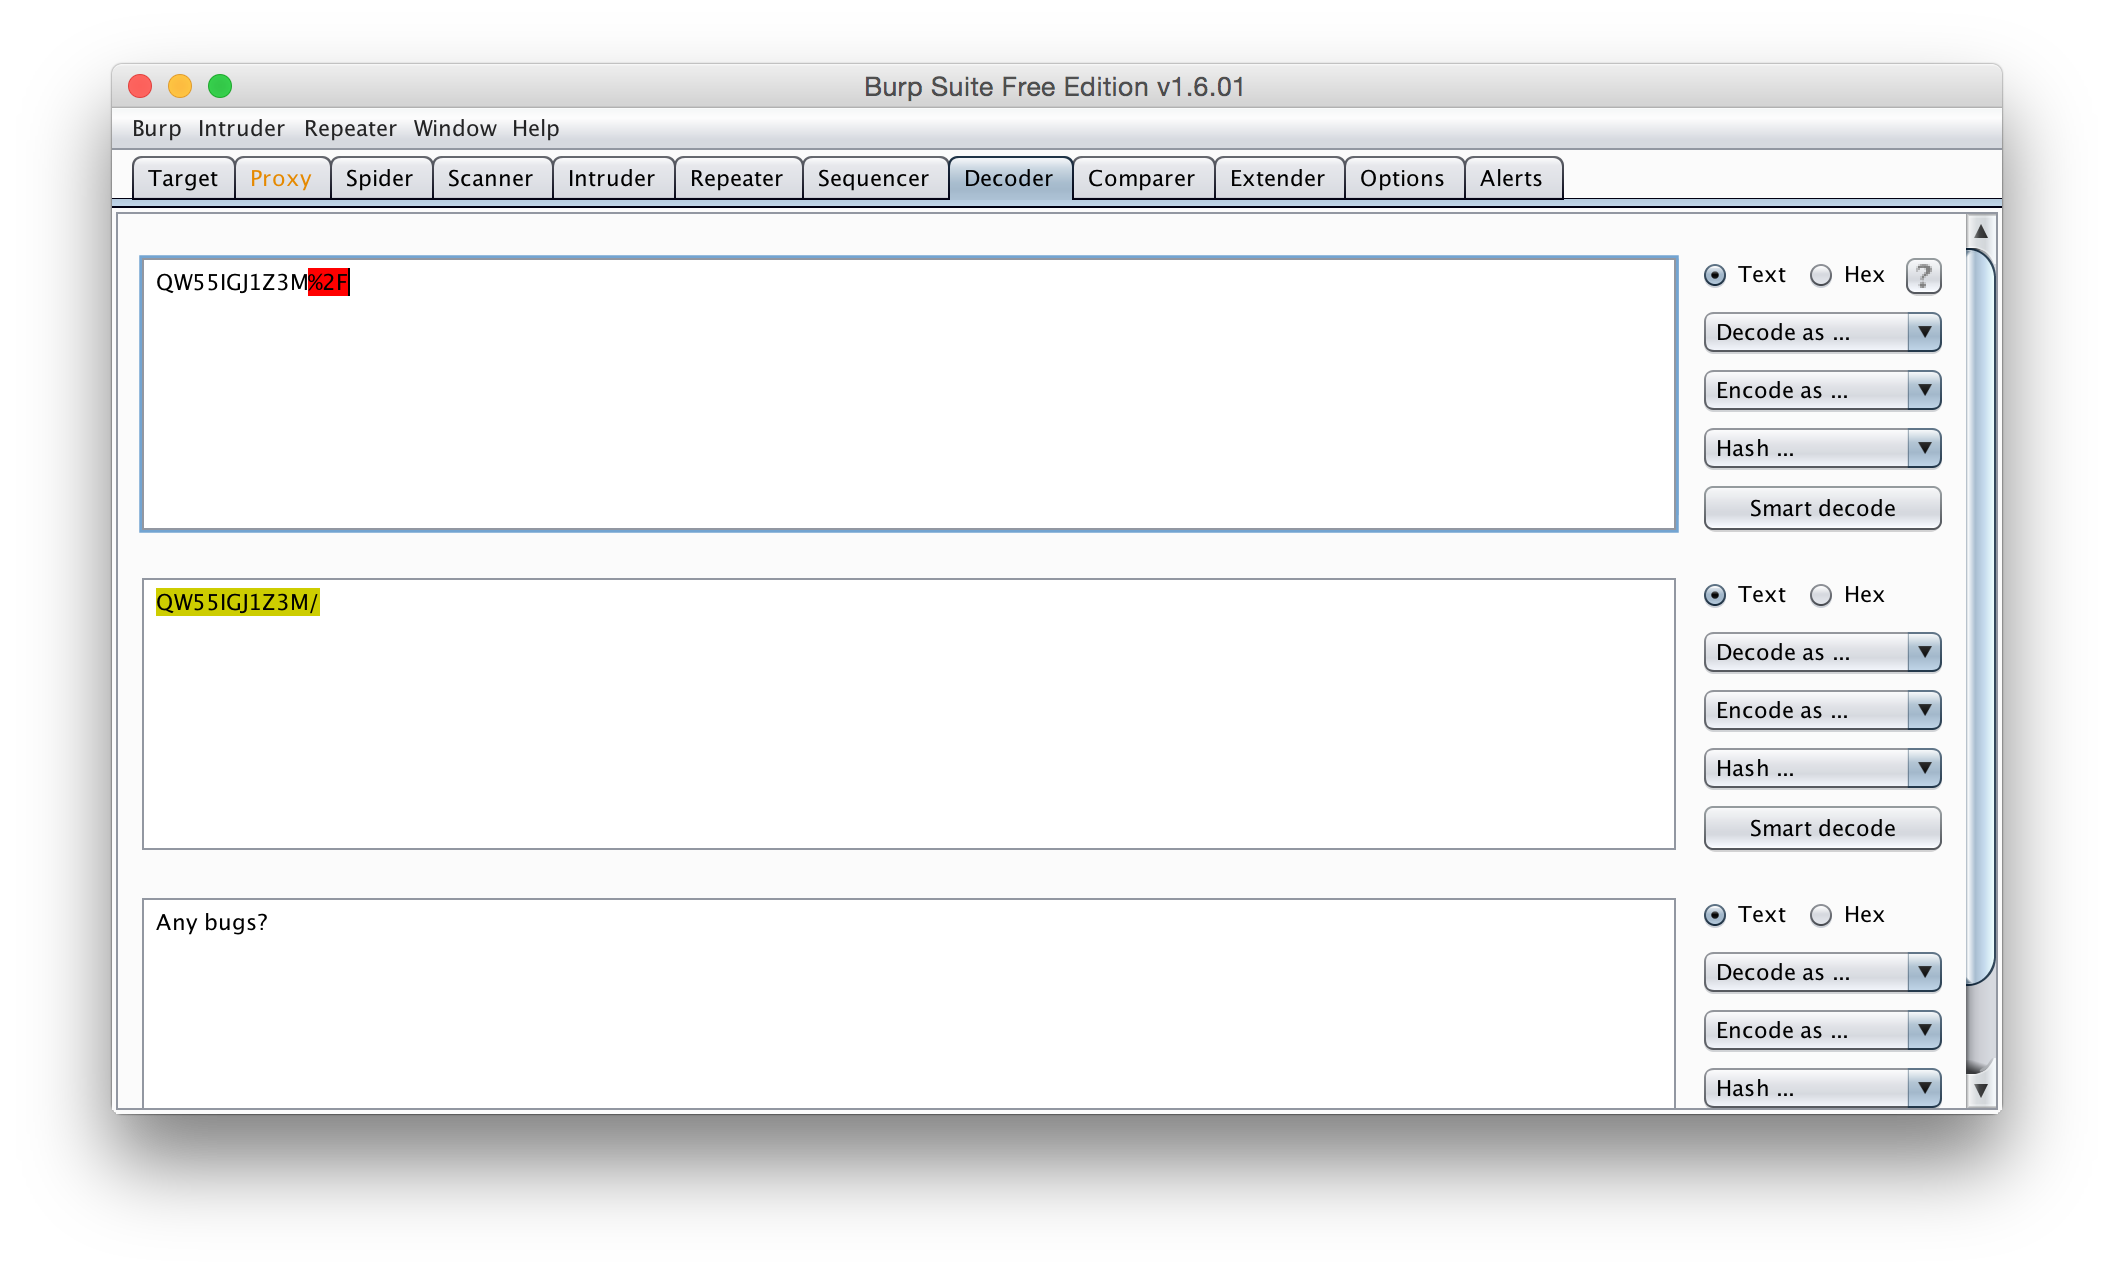 Burp Suite Free Edition v1.6.01
Burp Intruder Repeater Window Help
Target Proxy Spider Scanner Intruder Repeater Sequencer Decoder Comparer Extender Options Alerts
QW55IGJ1Z3M%2F
Text Hex ?
Decode as ...
Encode as ...
Hash ...
Smart decode
QW55IGJ1Z3M/
Text Hex
Decode as ...
Encode as ...
Hash ...
Smart decode
Any bugs?
Text Hex
Decode as ...
Encode as ...
Hash ...